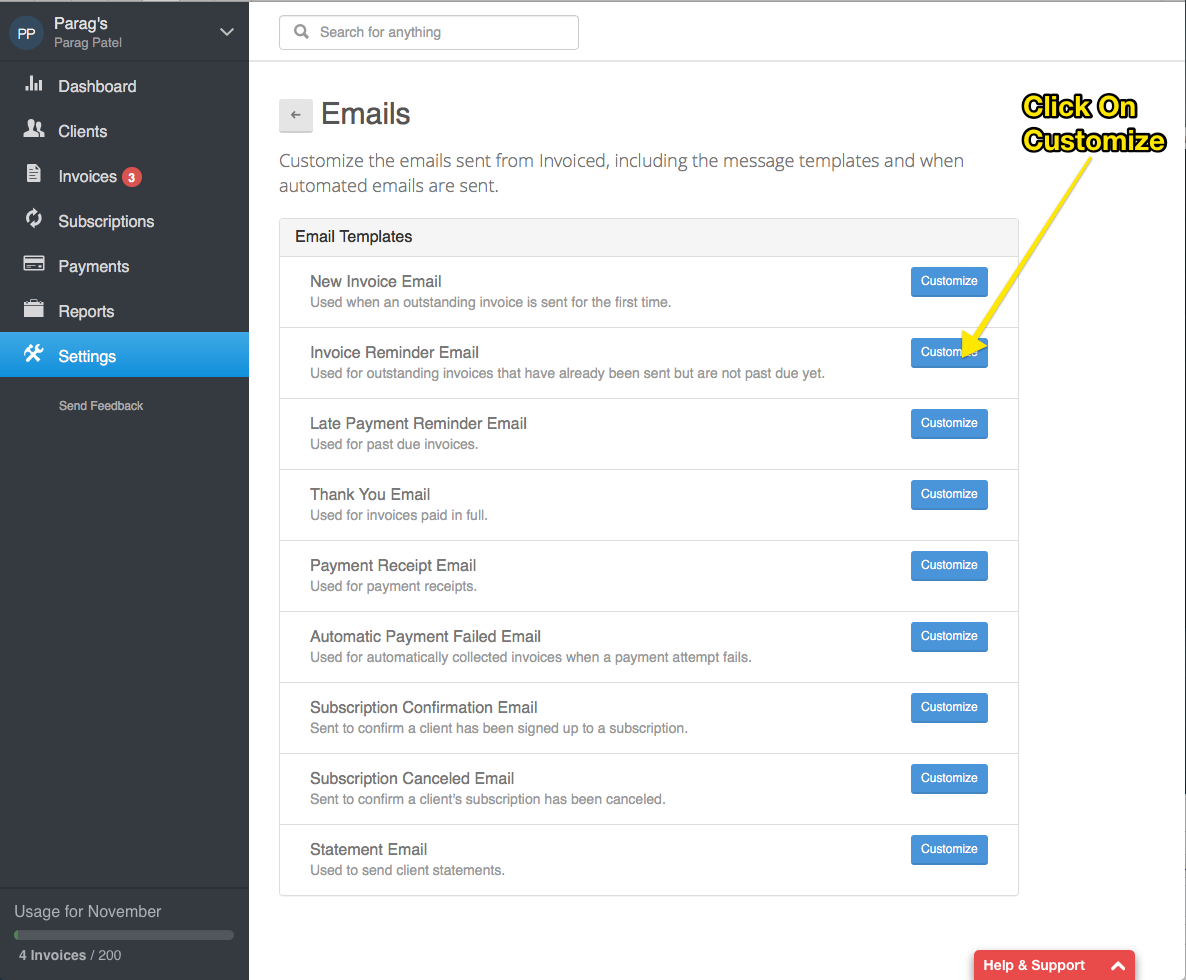 PP
Parag's
Parag Patel
Search for anything
Dashboard
Clients
Invoices 3
Subscriptions
Payments
Reports
Settings
Send Feedback
Usage for November
4 Invoices / 200
Emails
Customize the emails sent from Invoiced, including the message templates and when
automated emails are sent.
Click On
Customize
Email Templates
New Invoice Email
Used when an outstanding invoice is sent for the first time.
Customize
Invoice Reminder Email
Used for outstanding invoices that have already been sent but are not past due yet.
Customize
Late Payment Reminder Email
Used for past due invoices.
Customize
Thank You Email
Used for invoices paid in full.
Customize
Payment Receipt Email
Used for payment receipts.
Customize
Automatic Payment Failed Email
Used for automatically collected invoices when a payment attempt fails.
Customize
Subscription Confirmation Email
Sent to confirm a client has been signed up to a subscription.
Customize
Subscription Canceled Email
Sent to confirm a client's subscription has been canceled.
Customize
Statement Email
Used to send client statements.
Customize
Help & Support